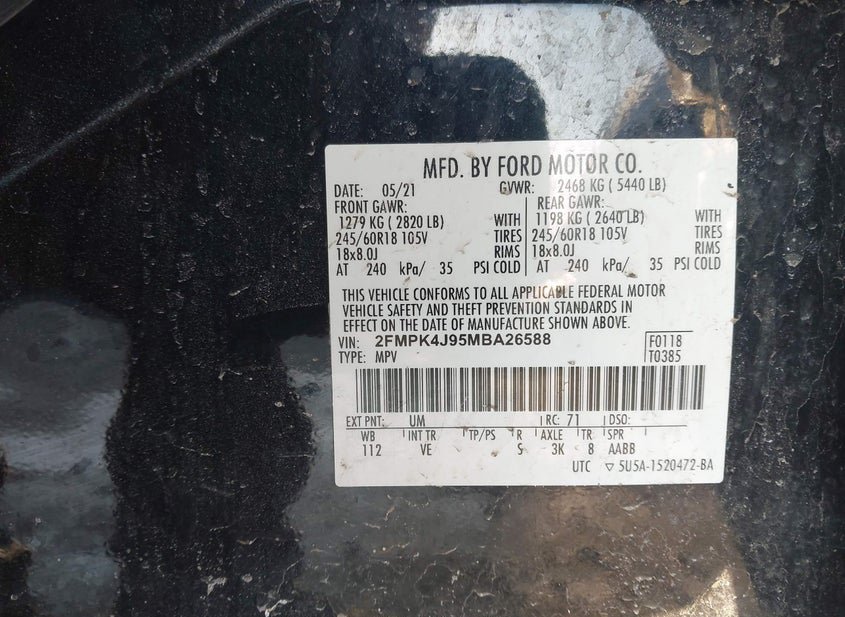 MFD. BY FORD MOTOR CO.
DATE: 05/21 GVWR: 2468 KG ( 5440 LB)
FRONT GAWR: REAR GAWR:
1279 KG ( 2820 LB) WITH 1198 KG ( 2640 LB) WITH
245/60R18 105V TIRES 245/60R18 105V TIRES
18x8.0J RIMS 18x8.0J RIMS
AT 240 kPa/ 35 PSI COLD AT 240 kPa/ 35 PSI COLD
THIS VEHICLE CONFORMS TO ALL APPLICABLE FEDERAL MOTOR
VEHICLE SAFETY AND THEFT PREVENTION STANDARDS IN
EFFECT ON THE DATE OF MANUFACTURE SHOWN ABOVE.
VIN: 2FMPK4J95MBA26588 F0118
TYPE: MPV T0385
EXT PNT: UM RC: 71 DSO:
WB INT TR TP/PS R AXLE TR SPR
112 VE S 3K 8 AABB
UTC ▽ 5U5A-1520472-BA